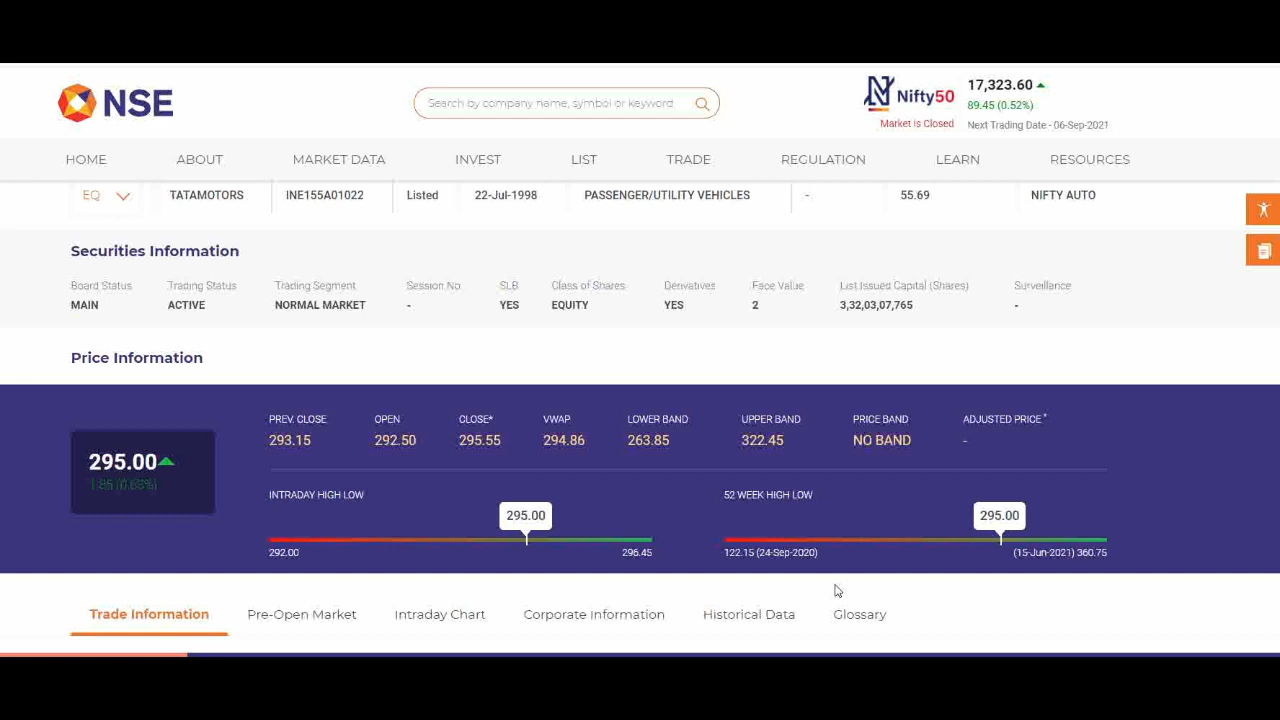 NSE
Search by company name, symbol or keyword
Nifty50
17,323.60
89.45 (0.52%)
Market is Closed
Next Trading Date - 06-Sep-2021
HOME ABOUT MARKET DATA INVEST LIST TRADE REGULATION LEARN RESOURCES
EQ TATAMOTORS INE155A01022 Listed 22-Jul-1998 PASSENGER/UTILITY VEHICLES - 55.69 NIFTY AUTO
Securities Information
Board Status Trading Status Trading Segment Session No. SLB Class of Shares Derivatives Face Value List Issued Capital (Shares) Surveillance
MAIN ACTIVE NORMAL MARKET - YES EQUITY YES 2 3,32,03,07,765 -
Price Information
PREV. CLOSE OPEN CLOSE* VWAP LOWER BAND UPPER BAND PRICE BAND ADJUSTED PRICE*
293.15 292.50 295.55 294.86 263.85 322.45 NO BAND -
295.00
1.85 (0.63%)
INTRADAY HIGH LOW 52 WEEK HIGH LOW
295.00 295.00
292.00 296.45 122.15 (24-Sep-2020) (15-Jun-2021) 360.75
Trade Information Pre-Open Market Intraday Chart Corporate Information Historical Data Glossary